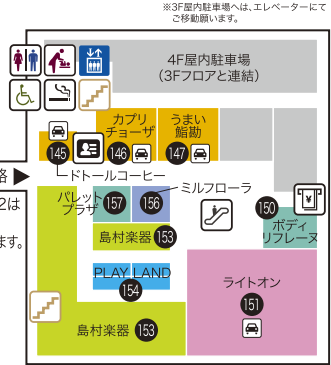 ※3F屋内駐車場へは、エレベーターにて
ご移動願います。
4F屋内駐車場
（3Fフロアと連結）
カプリ
チョーザ
うまい
鮨勘
145
146
147
路
ドトールコーヒー
2は
ます。
パレット
プラザ
157
156
ミルフローラ
150
島村楽器 153
ボディ
リフレーヌ
PLAY LAND
154
ライトオン
151
島村楽器 153